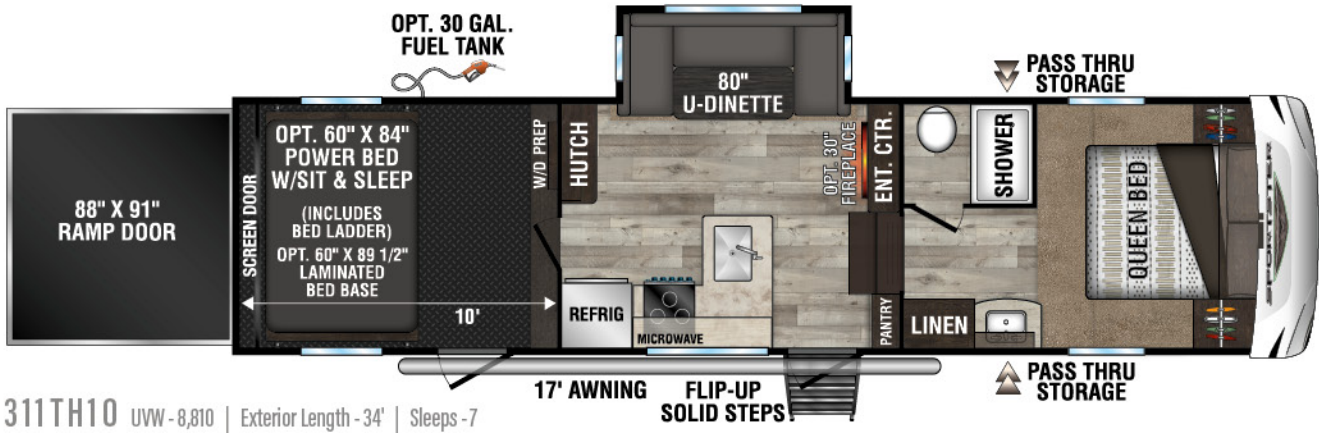 OPT. 30 GAL.
FUEL TANK
88" X 91"
RAMP DOOR
SCREEN DOOR
OPT. 60" X 84"
POWER BED
W/SIT & SLEEP
(INCLUDES
BED LADDER)
OPT. 60" X 89 1/2"
LAMINATED
BED BASE
10'
W/D PREP
HUTCH
80"
U-DINETTE
OPT. 30"
FIREPLACE
ENT. CTR.
REFRIG
MICROWAVE
PANTRY
SHOWER
LINEN
PASS THRU
STORAGE
QUEEN BED
SPORTSTER
PASS THRU
STORAGE
17' AWNING
FLIP-UP
SOLID STEPS
311TH10 UVW - 8,810 | Exterior Length - 34' | Sleeps - 7